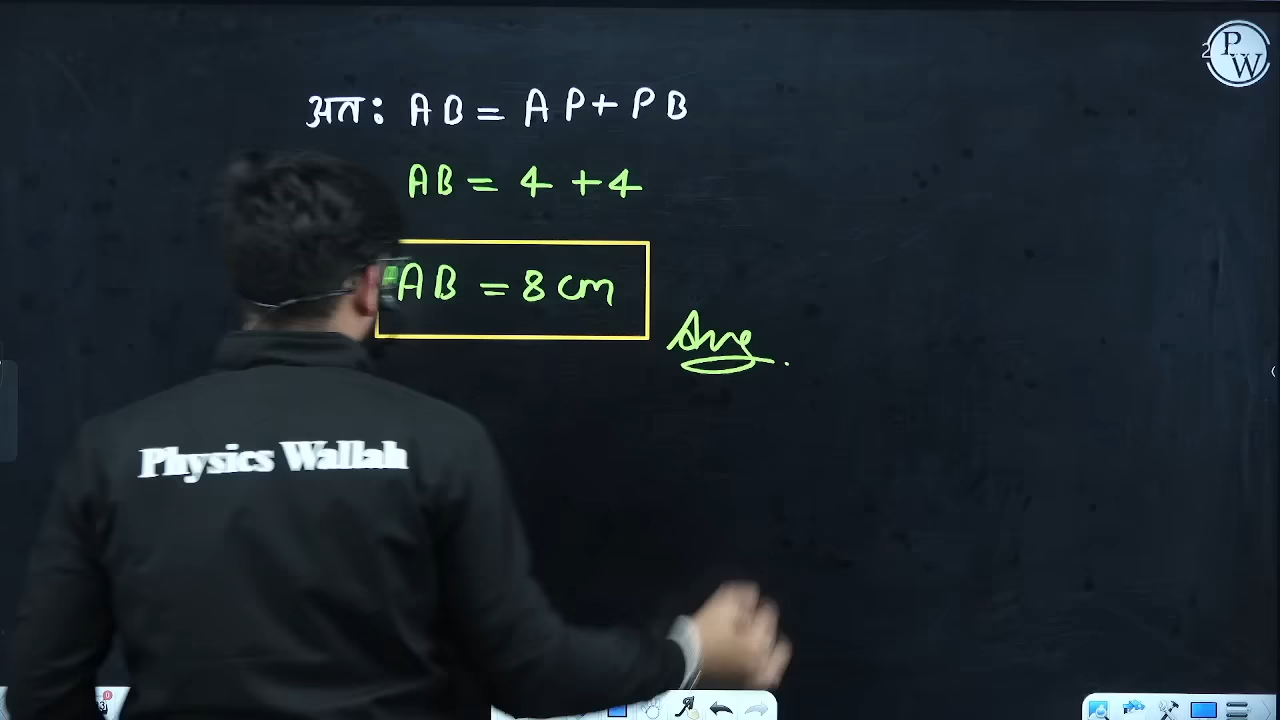 P
W
अत: AB = AP + PB
AB = 4 + 4
AB = 8 cm
Ans.
Physics Wallah